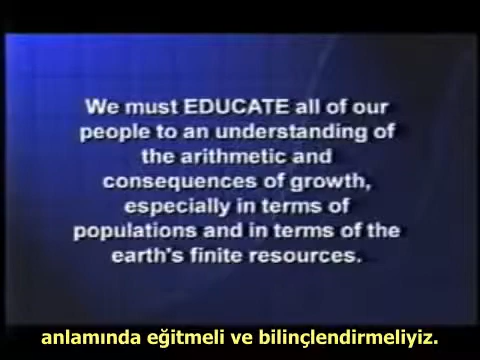 We must EDUCATE all of our
people to an understanding of
the arithmetic and
consequences of growth,
especially in terms of
populations and in terms of the
earth's finite resources.
anlamında eğitmeli ve bilinçlendirmeliyiz.